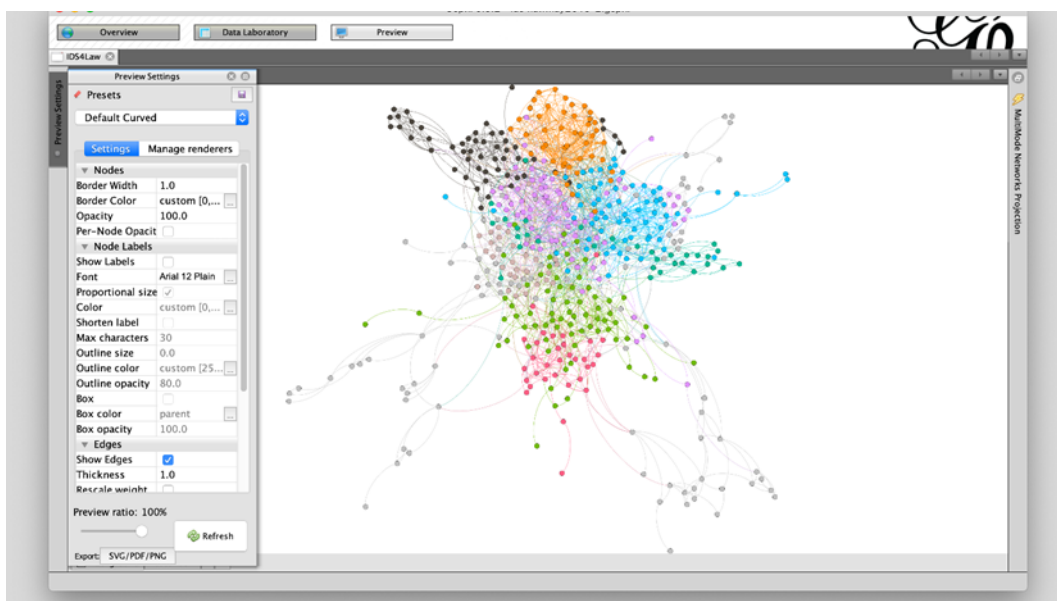 Overview
Data Laboratory
Preview
IDS4Law
Preview Settings
Preview Settings
Presets
Default Curved
Settings
Manage renderers
Nodes
Border Width 1.0
Border Color custom [0,... ...
Opacity 100.0
Per-Node Opacit
Node Labels
Show Labels
Font Arial 12 Plain ...
Proportional size
Color custom [0,... ...
Shorten label
Max characters 30
Outline size 0.0
Outline color custom [25... ...
Outline opacity 80.0
Box
Box color parent ...
Box opacity 100.0
Edges
Show Edges
Thickness 1.0
Rescale weight
Preview ratio: 100%
Refresh
Export: SVG/PDF/PNG
MultiMode Networks Projection